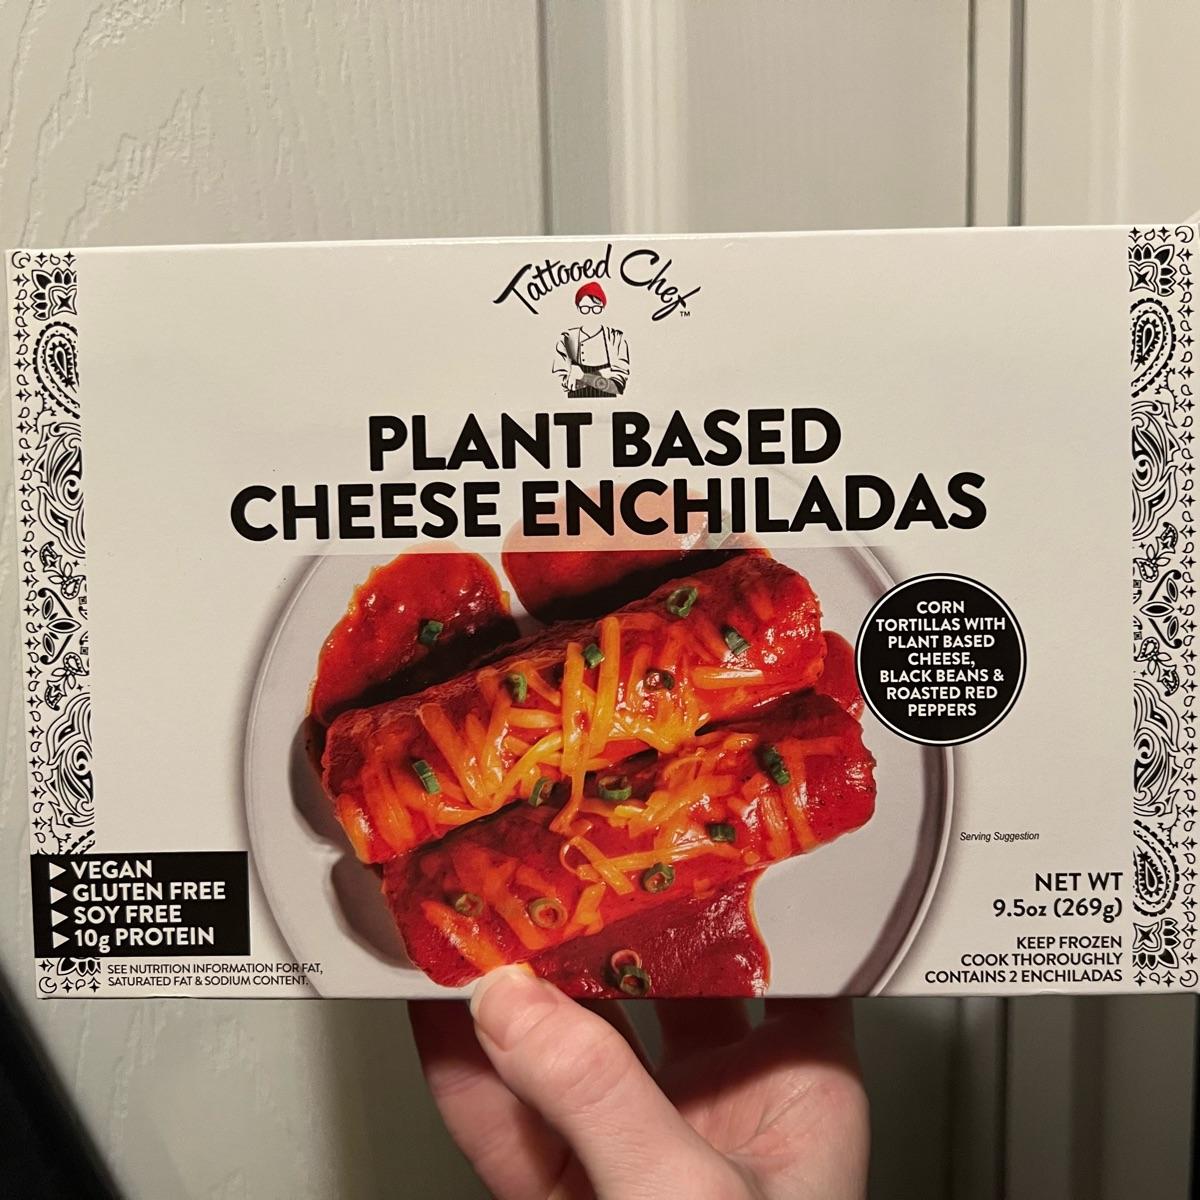 Tattooed Chef™
PLANT BASED
CHEESE ENCHILADAS
CORN
TORTILLAS WITH
PLANT BASED
CHEESE,
BLACK BEANS &
ROASTED RED
PEPPERS
Serving Suggestion
▶ VEGAN
▶ GLUTEN FREE
▶ SOY FREE
▶ 10g PROTEIN
SEE NUTRITION INFORMATION FOR FAT,
SATURATED FAT & SODIUM CONTENT.
NET WT
9.5oz (269g)
KEEP FROZEN
COOK THOROUGHLY
CONTAINS 2 ENCHILADAS